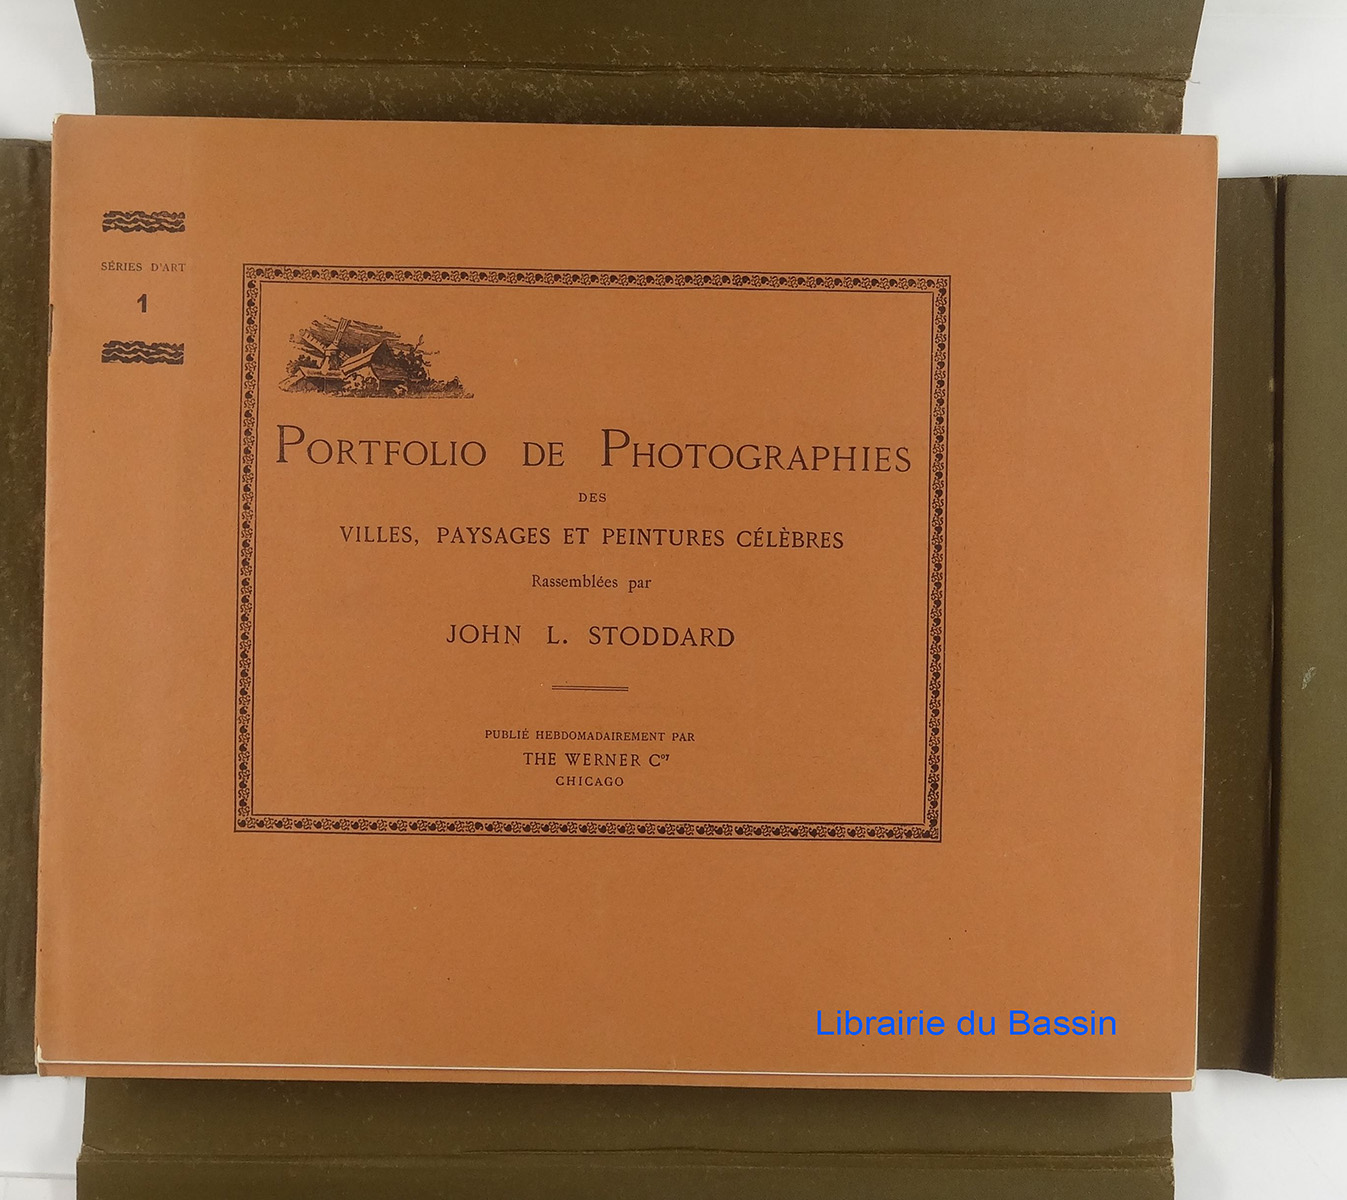 SÉRIES D'ART
1
PORTFOLIO DE PHOTOGRAPHIES
DES
VILLES, PAYSAGES ET PEINTURES CÉLÈBRES
Rassemblées par
JOHN L. STODDARD
PUBLIÉ HEBDOMADAIREMENT PAR
THE WERNER Cᵒʸ
CHICAGO
Librairie du Bassin